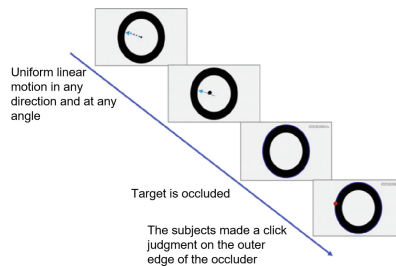 Uniform linear
motion in any
direction and at any
angle
Target is occluded
The subjects made a click
judgment on the outer
edge of the occluder